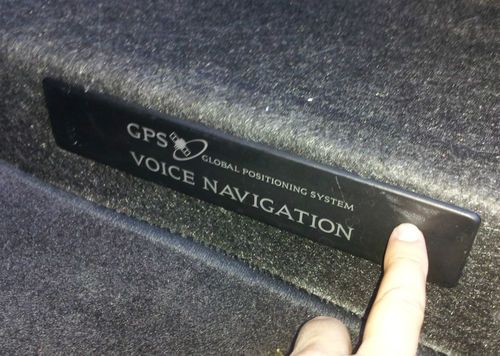 GPS
GLOBAL POSITIONING SYSTEM
VOICE NAVIGATION